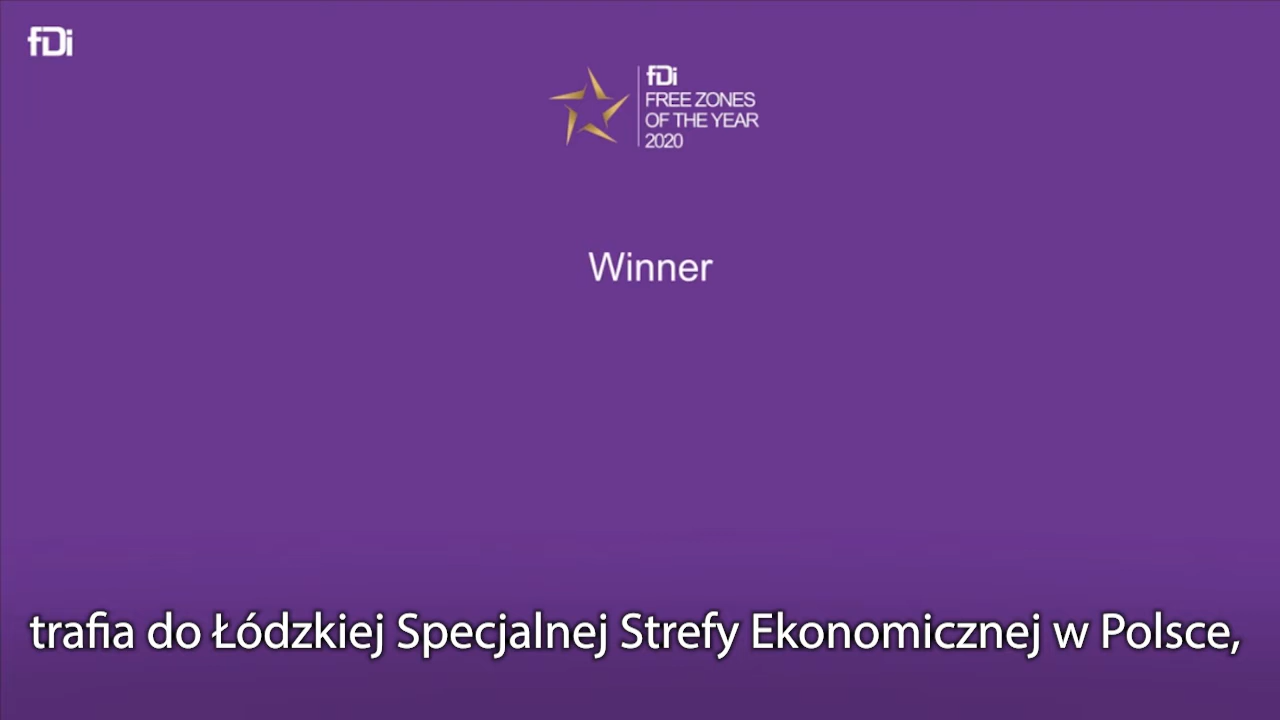 fDi
fDi
FREE ZONES
OF THE YEAR
2020
Winner
trafia do Łódzkiej Specjalnej Strefy Ekonomicznej w Polsce,